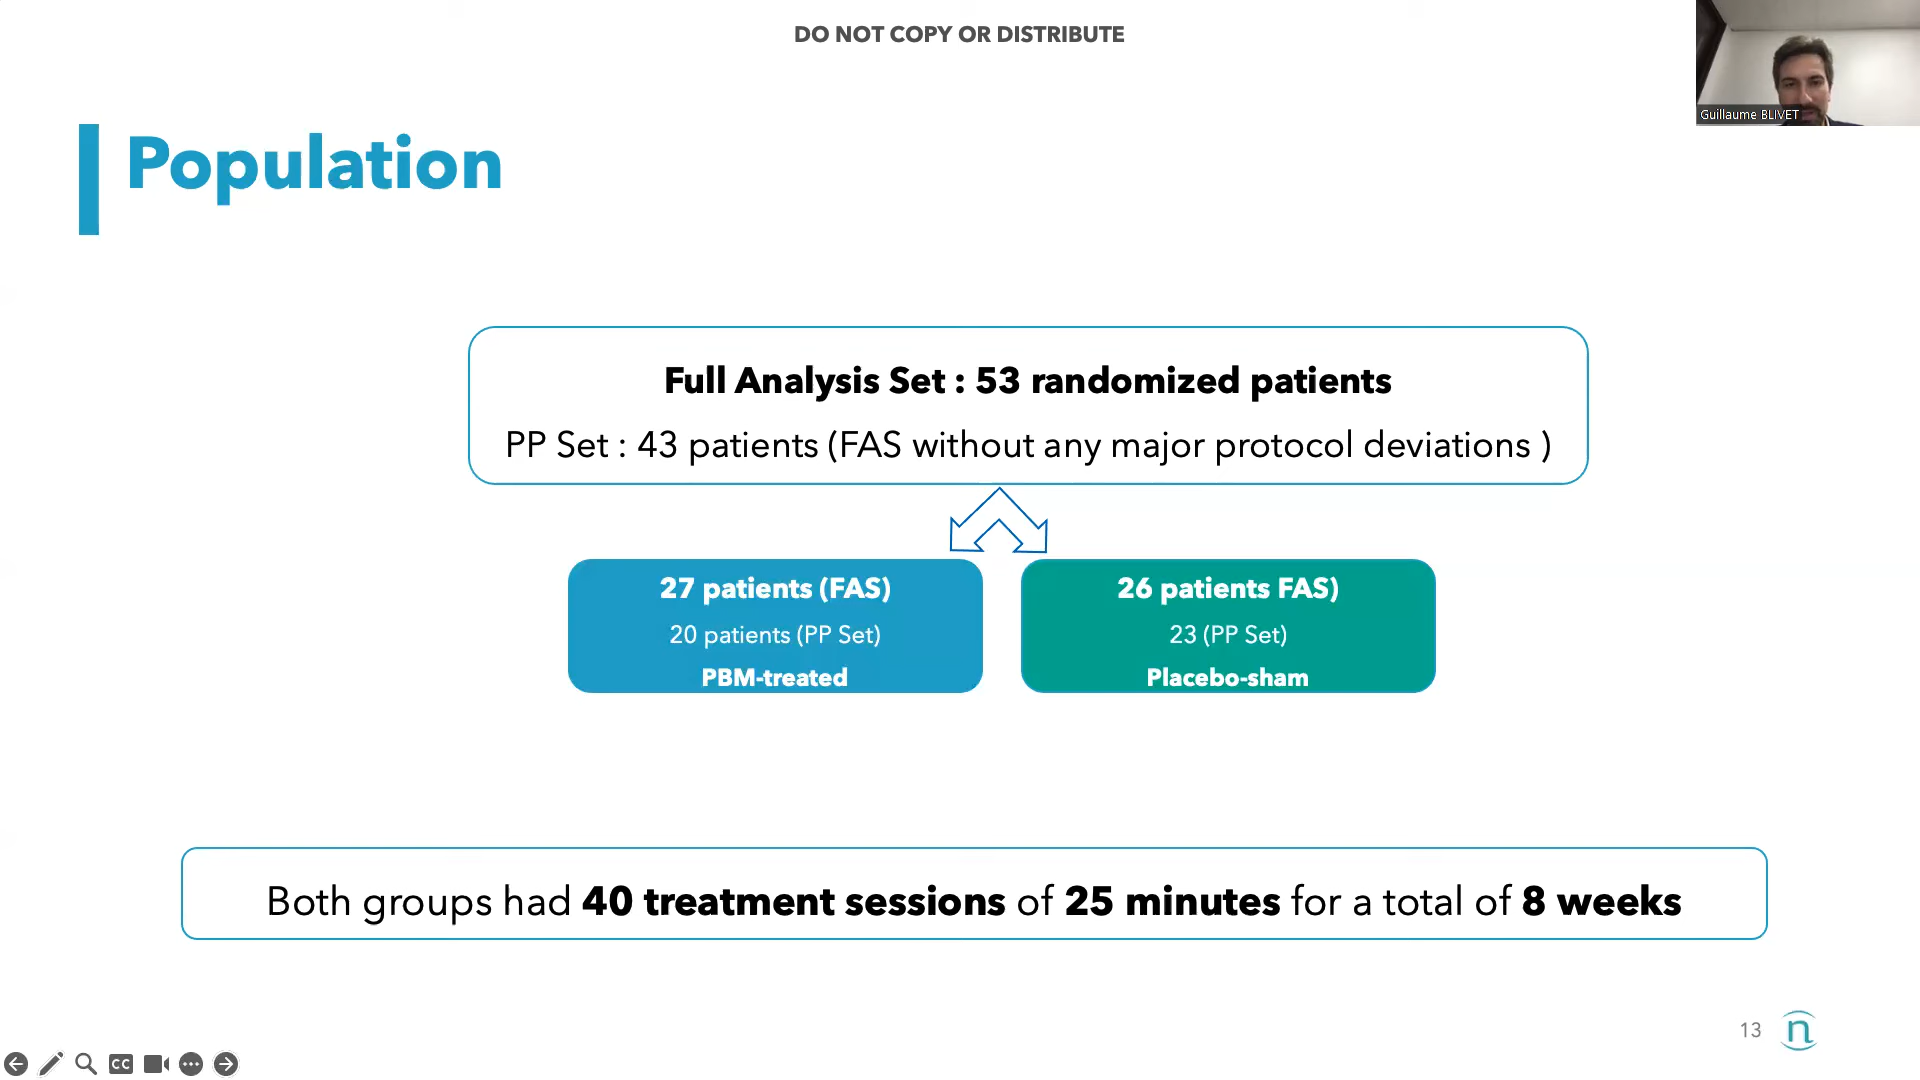 DO NOT COPY OR DISTRIBUTE
Guillaume BLIVET
Population
Full Analysis Set : 53 randomized patients
PP Set : 43 patients (FAS without any major protocol deviations )
27 patients (FAS)
20 patients (PP Set)
PBM-treated
26 patients FAS)
23 (PP Set)
Placebo-sham
Both groups had 40 treatment sessions of 25 minutes for a total of 8 weeks
13
n
CC